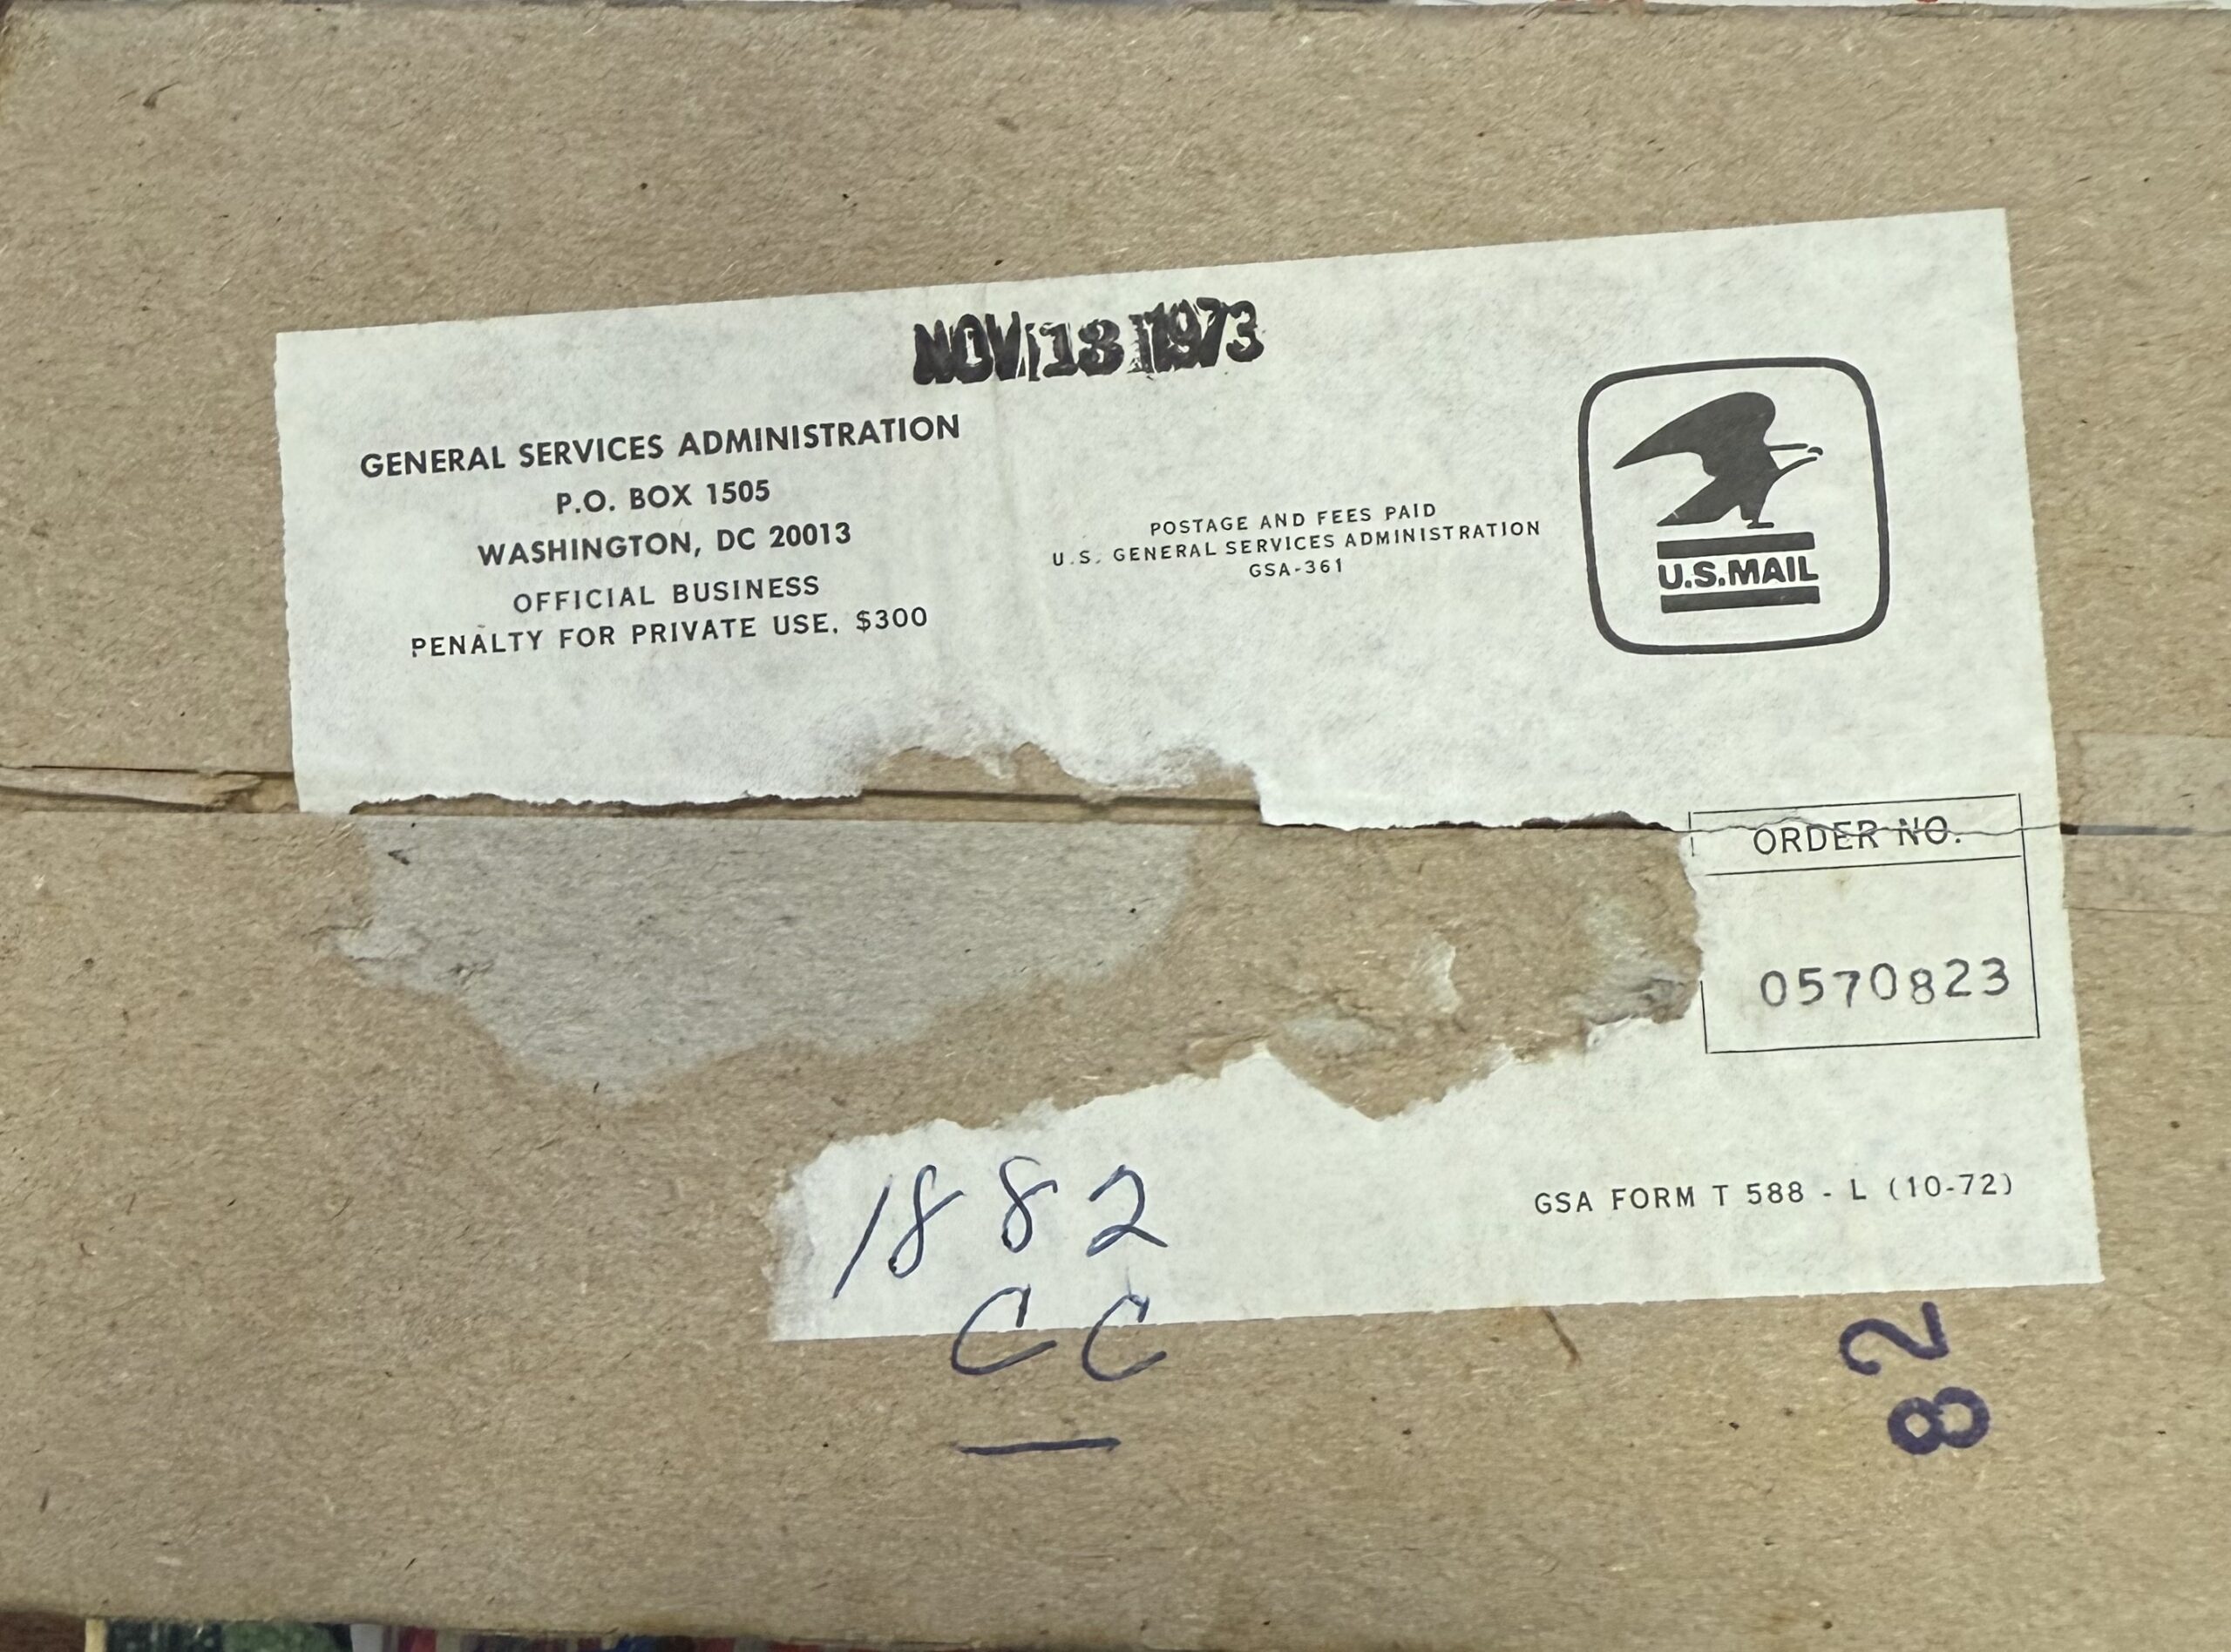 NOV 13 1973
GENERAL SERVICES ADMINISTRATION
P.O. BOX 1505
WASHINGTON, DC 20013
OFFICIAL BUSINESS
PENALTY FOR PRIVATE USE, $300
POSTAGE AND FEES PAID
U.S. GENERAL SERVICES ADMINISTRATION
GSA-361
U.S.MAIL
ORDER NO.
0570823
GSA FORM T 588 - L (10-72)
1882
CC
82